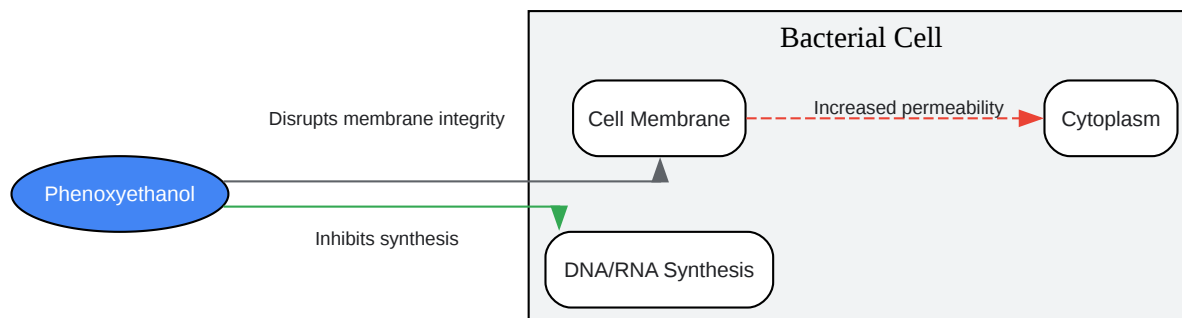 Bacterial Cell
Disrupts membrane integrity
Cell Membrane
Increased permeability
Cytoplasm
Phenoxyethanol
Inhibits synthesis
DNA/RNA Synthesis